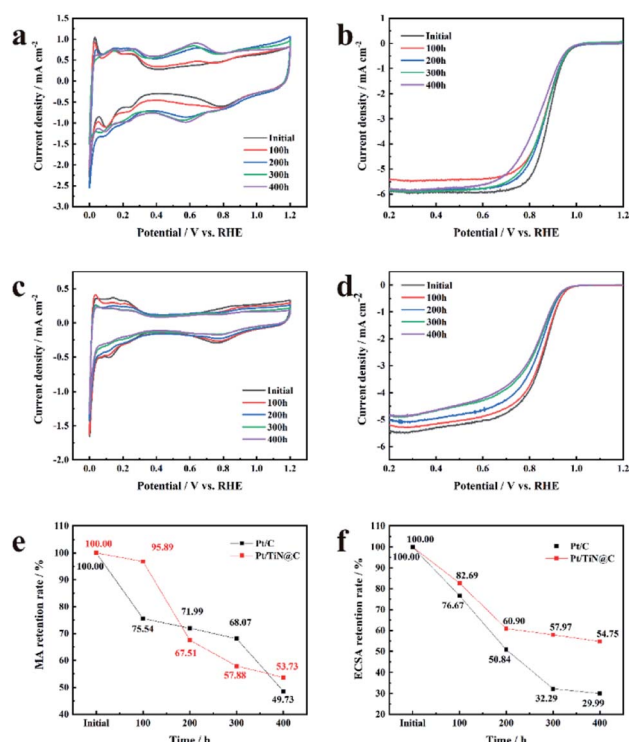 a
Current density / mA cm⁻²
1.5
1.0
0.5
0.0
-0.5
-1.0
-1.5
-2.0
-2.5
-3.0
Initial
100h
200h
300h
400h
0.0 0.2 0.4 0.6 0.8 1.0 1.2
Potential / V vs. RHE
b
Current density / mA cm⁻²
0
-1
-2
-3
-4
-5
-6
Initial
100h
200h
300h
400h
0.2 0.4 0.6 0.8 1.0 1.2
Potential / V vs. RHE
c
Current density / mA cm⁻²
0.5
0.0
-0.5
-1.0
-1.5
-2.0
Initial
100h
200h
300h
400h
0.0 0.2 0.4 0.6 0.8 1.0 1.2
Potential / V vs. RHE
d
Current density / mA cm⁻²
0
-1
-2
-3
-4
-5
-6
Initial
100h
200h
300h
400h
0.2 0.4 0.6 0.8 1.0 1.2
Potential / V vs. RHE
e
MA retention rate / %
110
100
90
80
70
60
50
40
Pt/C
Pt/TiN@C
100.00
100.00
95.89
75.54
71.99
67.51
68.07
57.88
53.73
49.73
Initial 100 200 300 400
Time / h
f
ECSA retention rate / %
110
100
90
80
70
60
50
40
30
20
Pt/C
Pt/TiN@C
100.00
100.00
82.69
76.67
60.90
50.84
57.97
32.29
54.75
29.99
Initial 100 200 300 400
Time / h